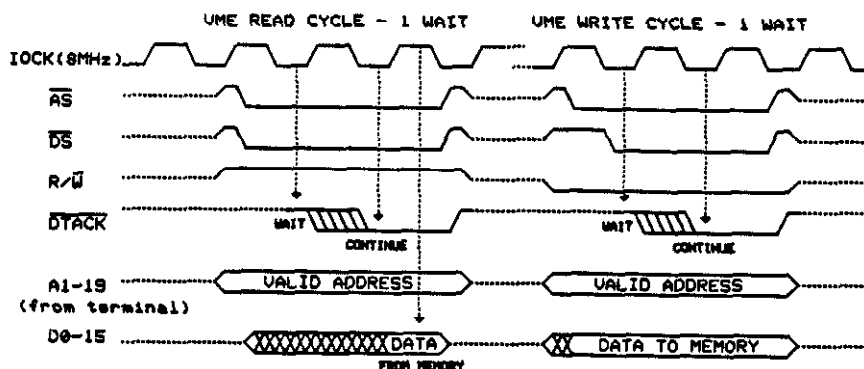 VME READ CYCLE - 1 WAIT
VME WRITE CYCLE - 1 WAIT
IOCK(8MHz)
AS
DS
R/W
DTACK
WAIT
CONTINUE
WAIT
CONTINUE
A1-19
(from terminal)
VALID ADDRESS
VALID ADDRESS
D0-15
DATA
FROM MEMORY
DATA TO MEMORY